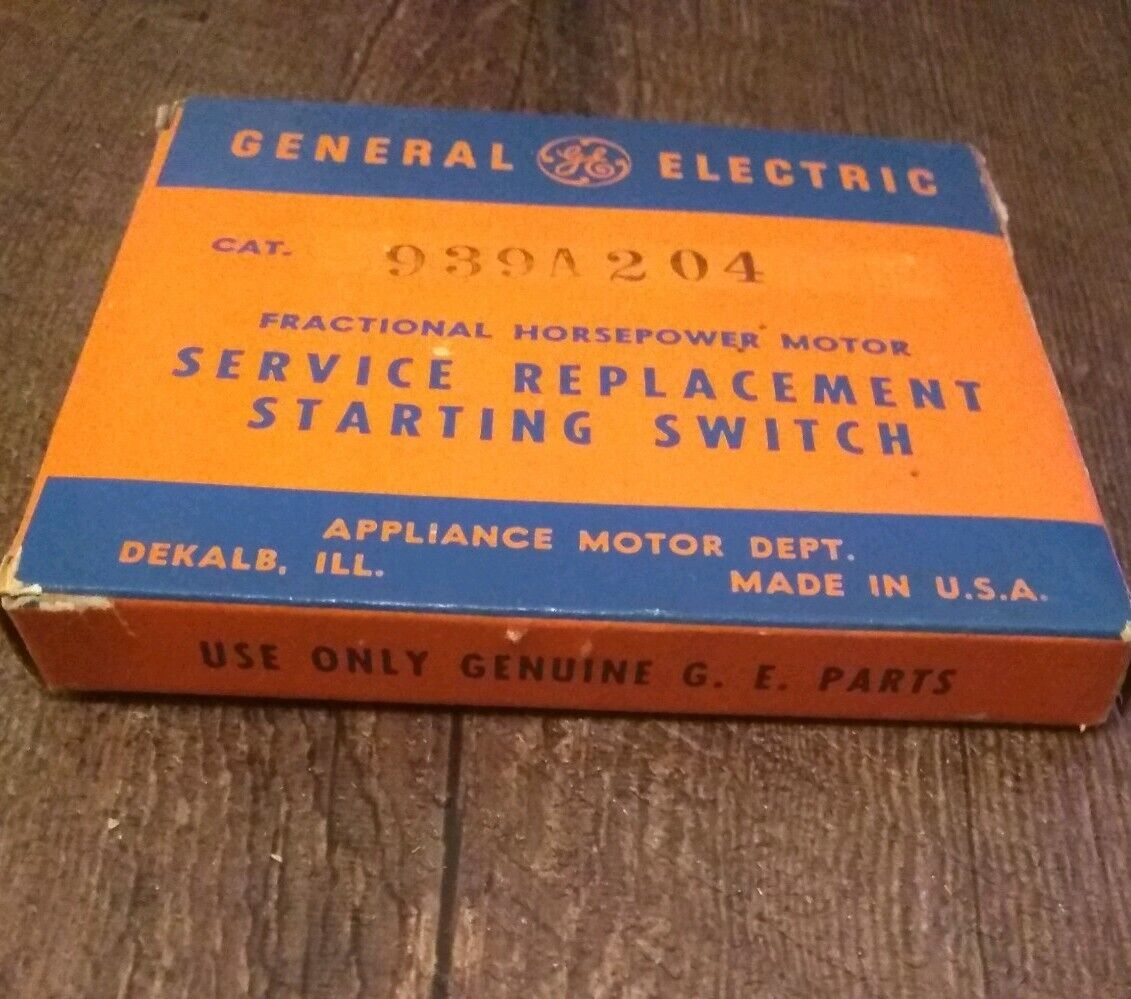 GENERAL GE ELECTRIC
CAT. 939A204
FRACTIONAL HORSEPOWER MOTOR
SERVICE REPLACEMENT
STARTING SWITCH
APPLIANCE MOTOR DEPT.
DEKALB, ILL. MADE IN U.S.A.
USE ONLY GENUINE G. E. PARTS